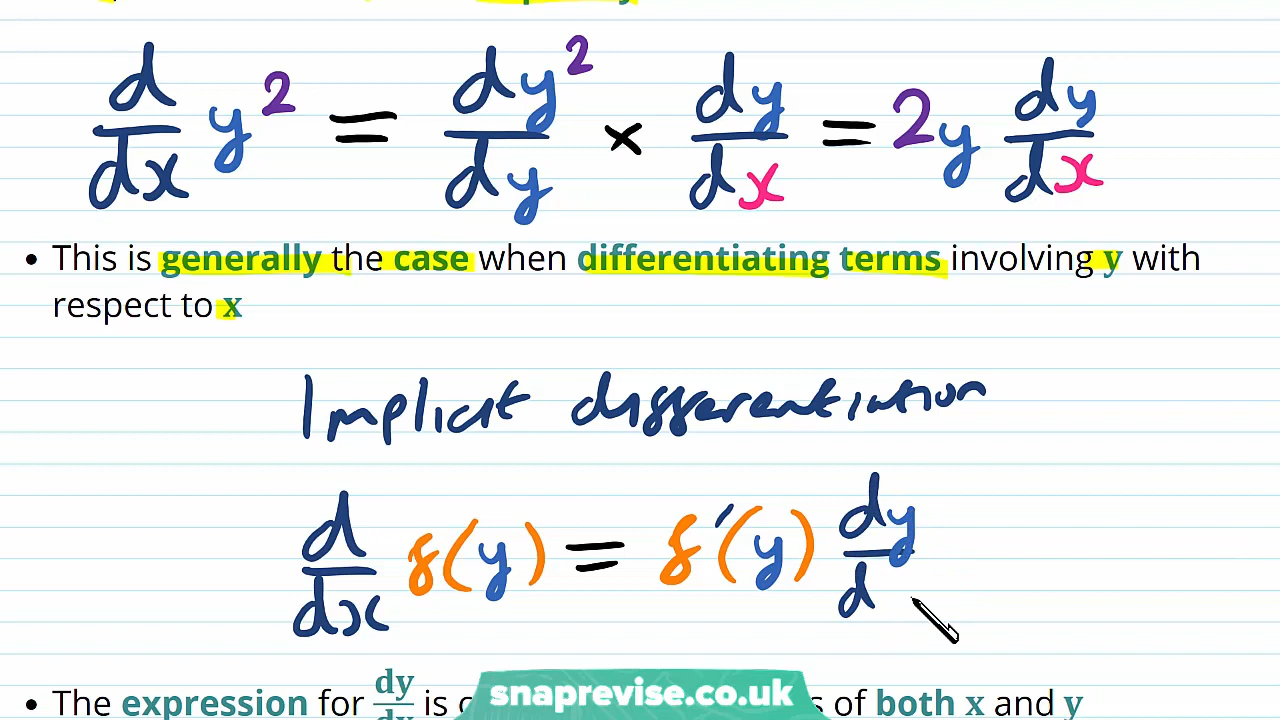 d/dx y² = dy²/dy × dy/dx = 2y dy/dx
• This is generally the case when differentiating terms involving y with
respect to x
Implicit differentiation
d/dx f(y) = f'(y) dy/d
• The expression for dy/dx is of both x and y
snaprevise.co.uk